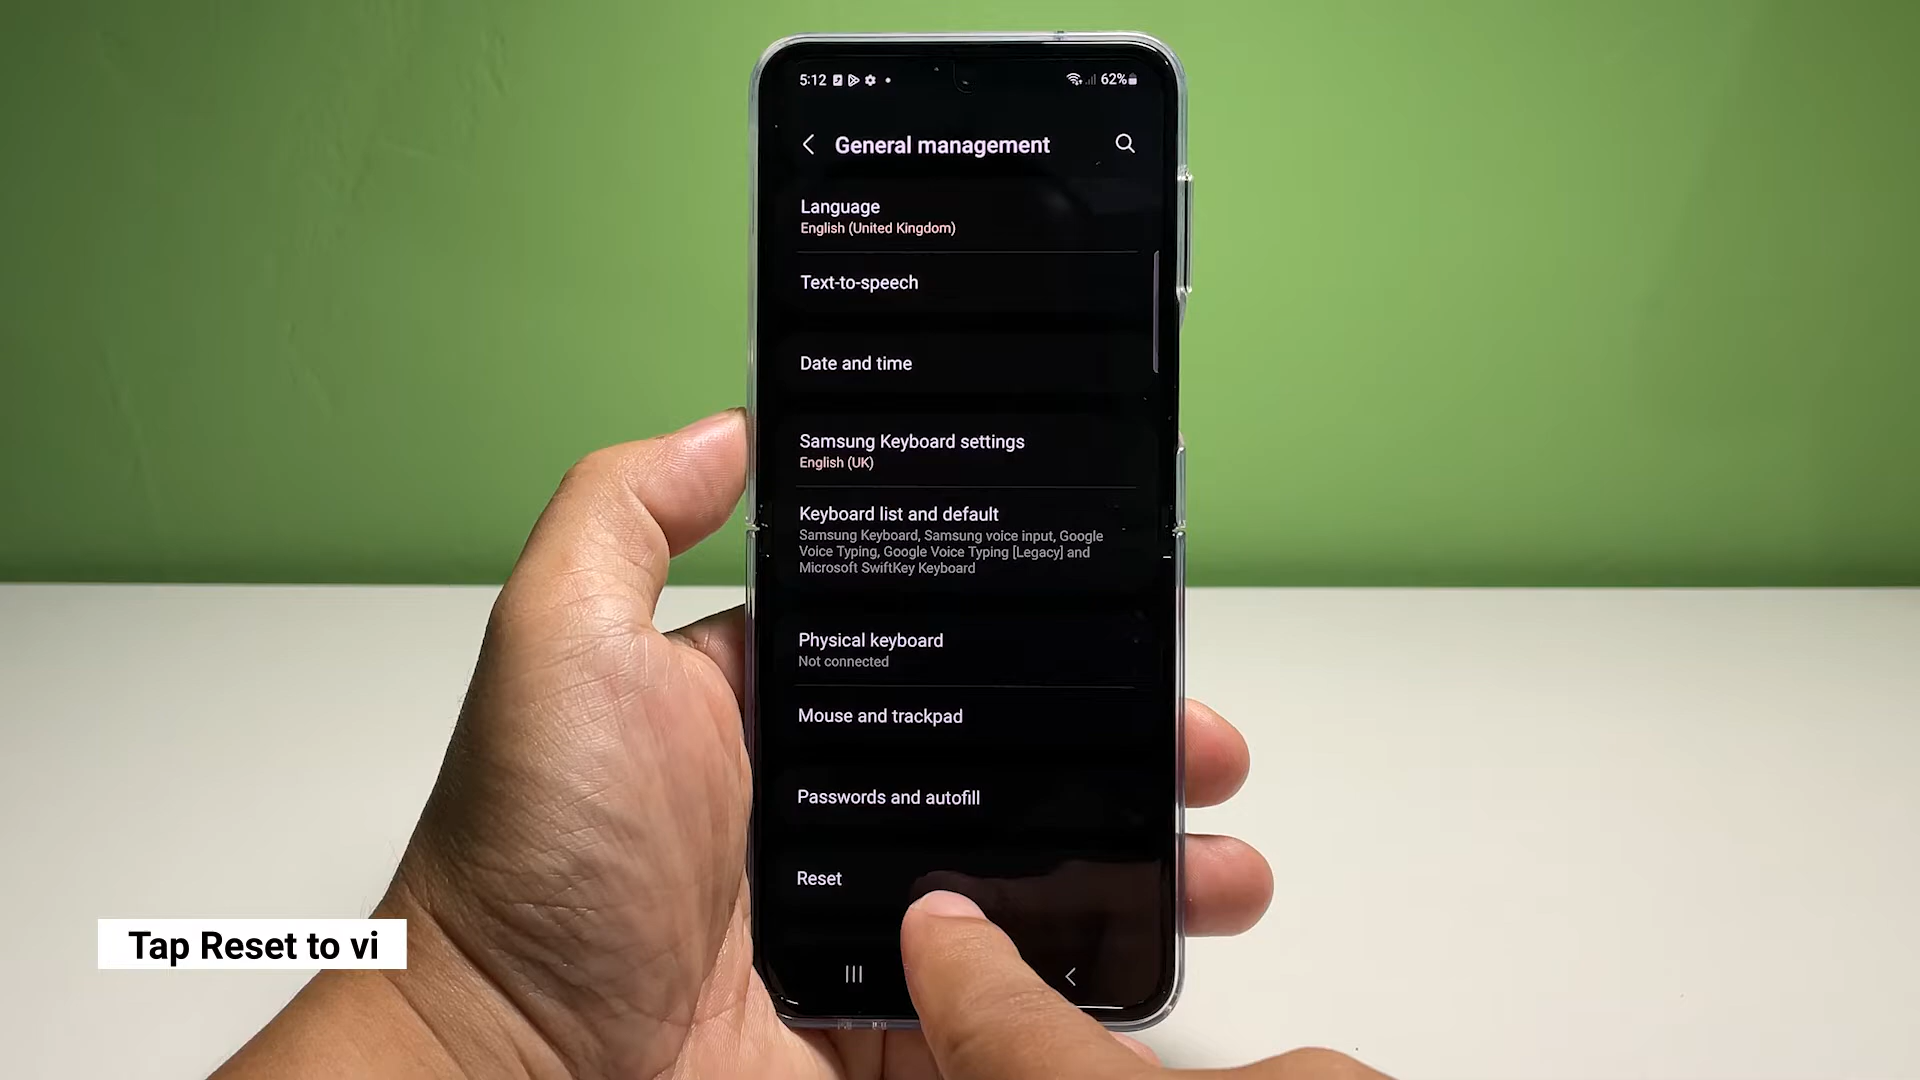 5:12
62%
General management
Language
English (United Kingdom)
Text-to-speech
Date and time
Samsung Keyboard settings
English (UK)
Keyboard list and default
Samsung Keyboard, Samsung voice input, Google
Voice Typing, Google Voice Typing [Legacy] and
Microsoft SwiftKey Keyboard
Physical keyboard
Not connected
Mouse and trackpad
Passwords and autofill
Reset
Tap Reset to vi